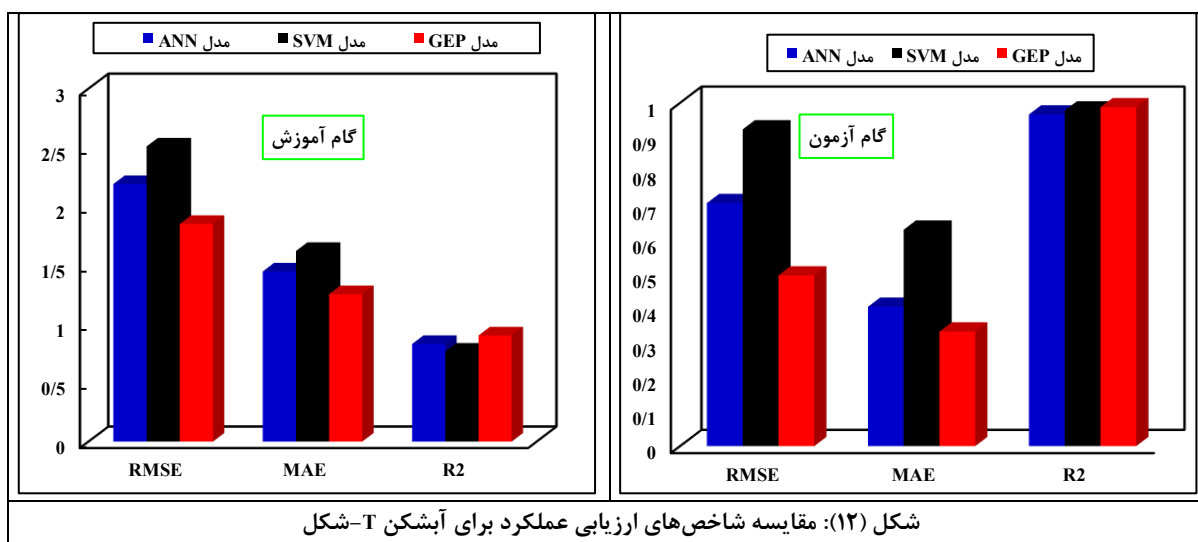 مدل ANN مدل SVM مدل GEP
گام آموزش
3
2/5
2
1/5
1
0/5
0
RMSE MAE R2
مدل ANN مدل SVM مدل GEP
گام آزمون
1
0/9
0/8
0/7
0/6
0/5
0/4
0/3
0/2
0/1
0
RMSE MAE R2
شکل (۱۲): مقایسه شاخص‌های ارزیابی عملکرد برای آبشکن T-شکل